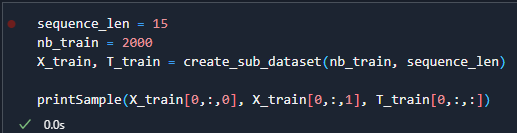 sequence_len = 15
nb_train = 2000
X_train, T_train = create_sub_dataset(nb_train, sequence_len)
printSample(X_train[0,:,0], X_train[0,:,1], T_train[0,:,:])
0.0s